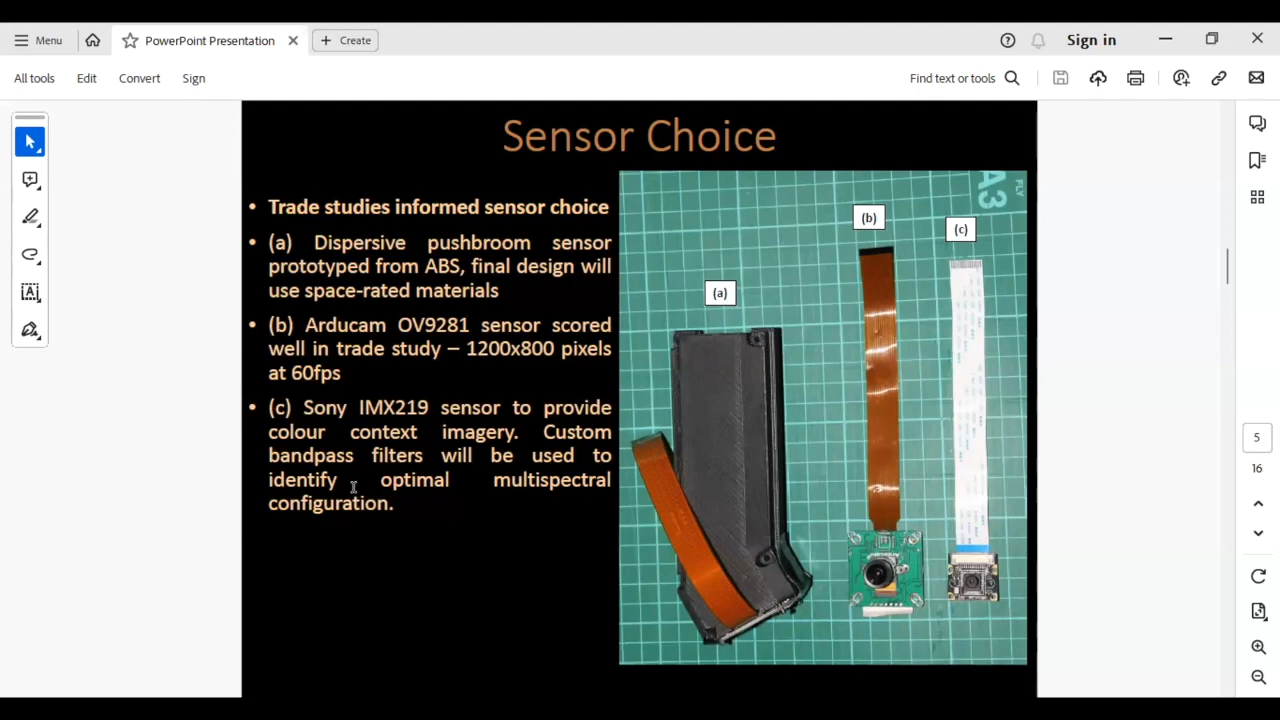 Menu
PowerPoint Presentation
Create
Sign in
All tools
Edit
Convert
Sign
Find text or tools
Sensor Choice
• Trade studies informed sensor choice
• (a) Dispersive pushbroom sensor
prototyped from ABS, final design will
use space-rated materials
• (b) Arducam OV9281 sensor scored
well in trade study – 1200x800 pixels
at 60fps
• (c) Sony IMX219 sensor to provide
colour context imagery. Custom
bandpass filters will be used to
identify optimal multispectral
configuration.
(a)
(b)
(c)
A3
FLY
5
16